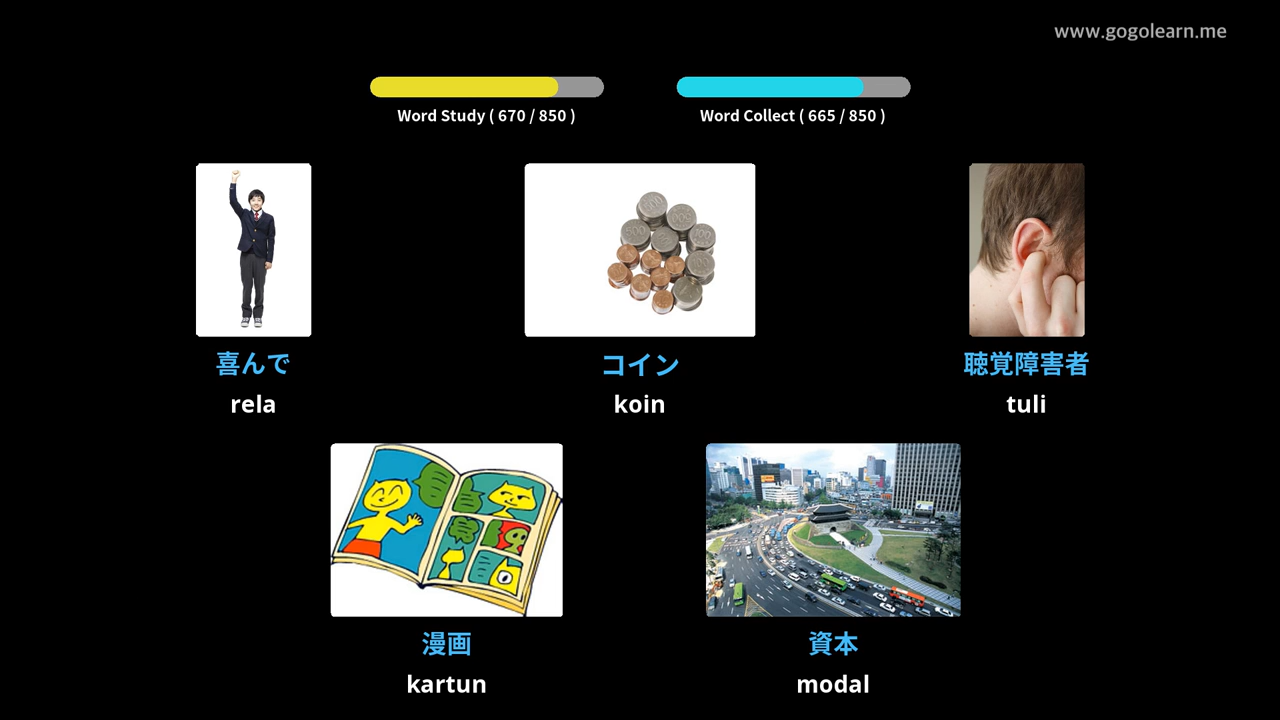 www.gogolearn.me
Word Study ( 670 / 850 )
Word Collect ( 665 / 850 )
喜んで
rela
コイン
koin
聴覚障害者
tuli
漫画
kartun
資本
modal